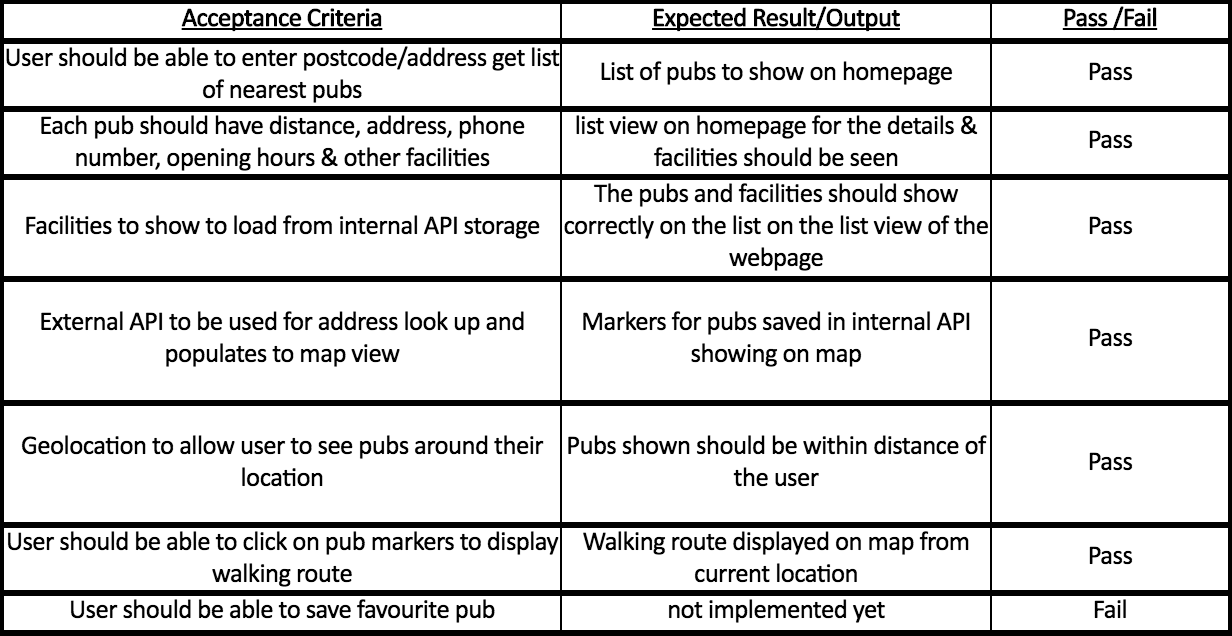 Acceptance Criteria
Expected Result/Output
Pass /Fail
User should be able to enter postcode/address get list
of nearest pubs
List of pubs to show on homepage
Pass
Each pub should have distance, address, phone
number, opening hours & other facilities
list view on homepage for the details &
facilities should be seen
Pass
Facilities to show to load from internal API storage
The pubs and facilities should show
correctly on the list on the list view of the
webpage
Pass
External API to be used for address look up and
populates to map view
Markers for pubs saved in internal API
showing on map
Pass
Geolocation to allow user to see pubs around their
location
Pubs shown should be within distance of
the user
Pass
User should be able to click on pub markers to display
walking route
Walking route displayed on map from
current location
Pass
User should be able to save favourite pub
not implemented yet
Fail